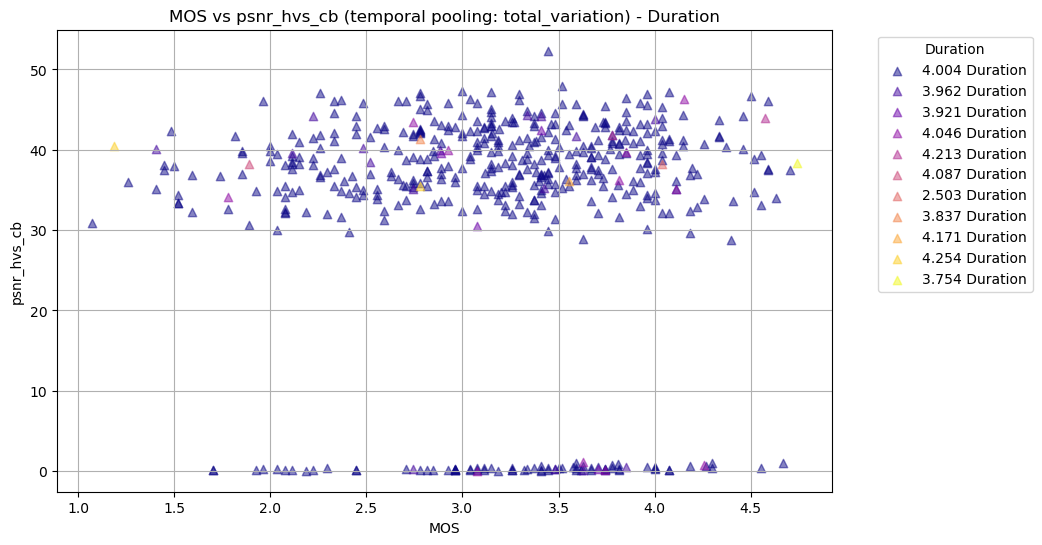 MOS vs psnr_hvs_cb (temporal pooling: total_variation) - Duration
psnr_hvs_cb
50
40
30
20
10
0
1.0 1.5 2.0 2.5 3.0 3.5 4.0 4.5
MOS
Duration
4.004 Duration
3.962 Duration
3.921 Duration
4.046 Duration
4.213 Duration
4.087 Duration
2.503 Duration
3.837 Duration
4.171 Duration
4.254 Duration
3.754 Duration